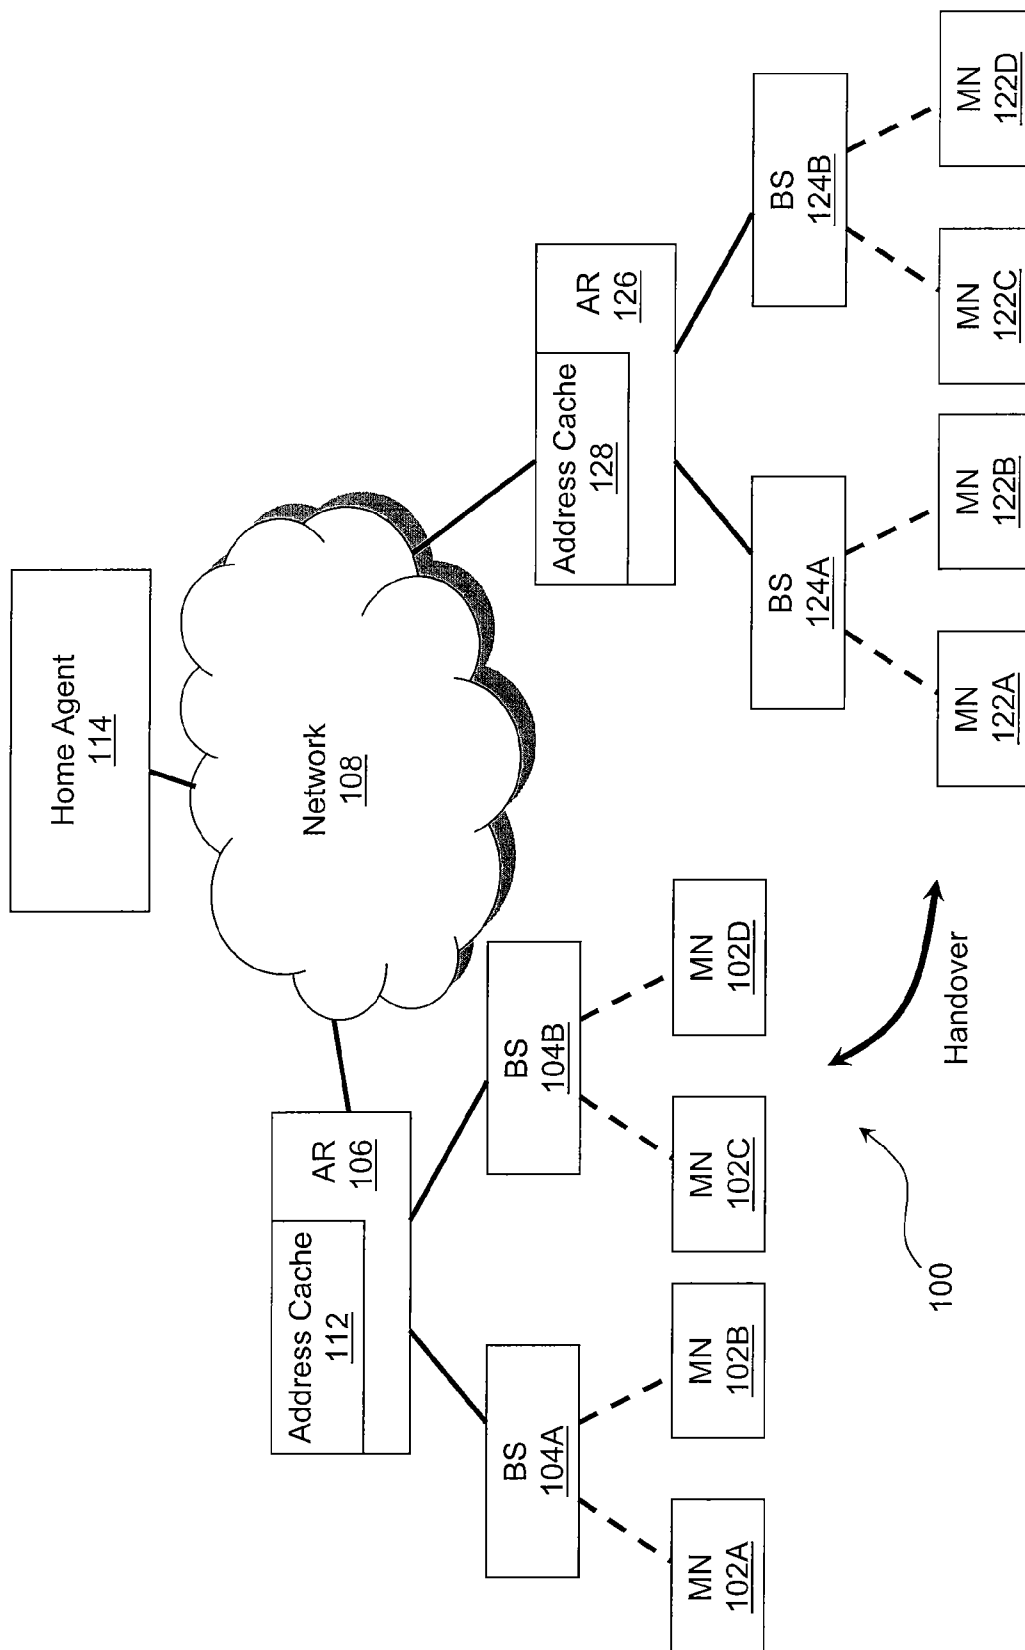 Home Agent
114
Network
108
Address Cache
112
AR
106
Address Cache
128
AR
126
BS
104A
BS
104B
BS
124A
BS
124B
MN
102A
MN
102B
MN
102C
MN
102D
MN
122A
MN
122B
MN
122C
MN
122D
Handover
100